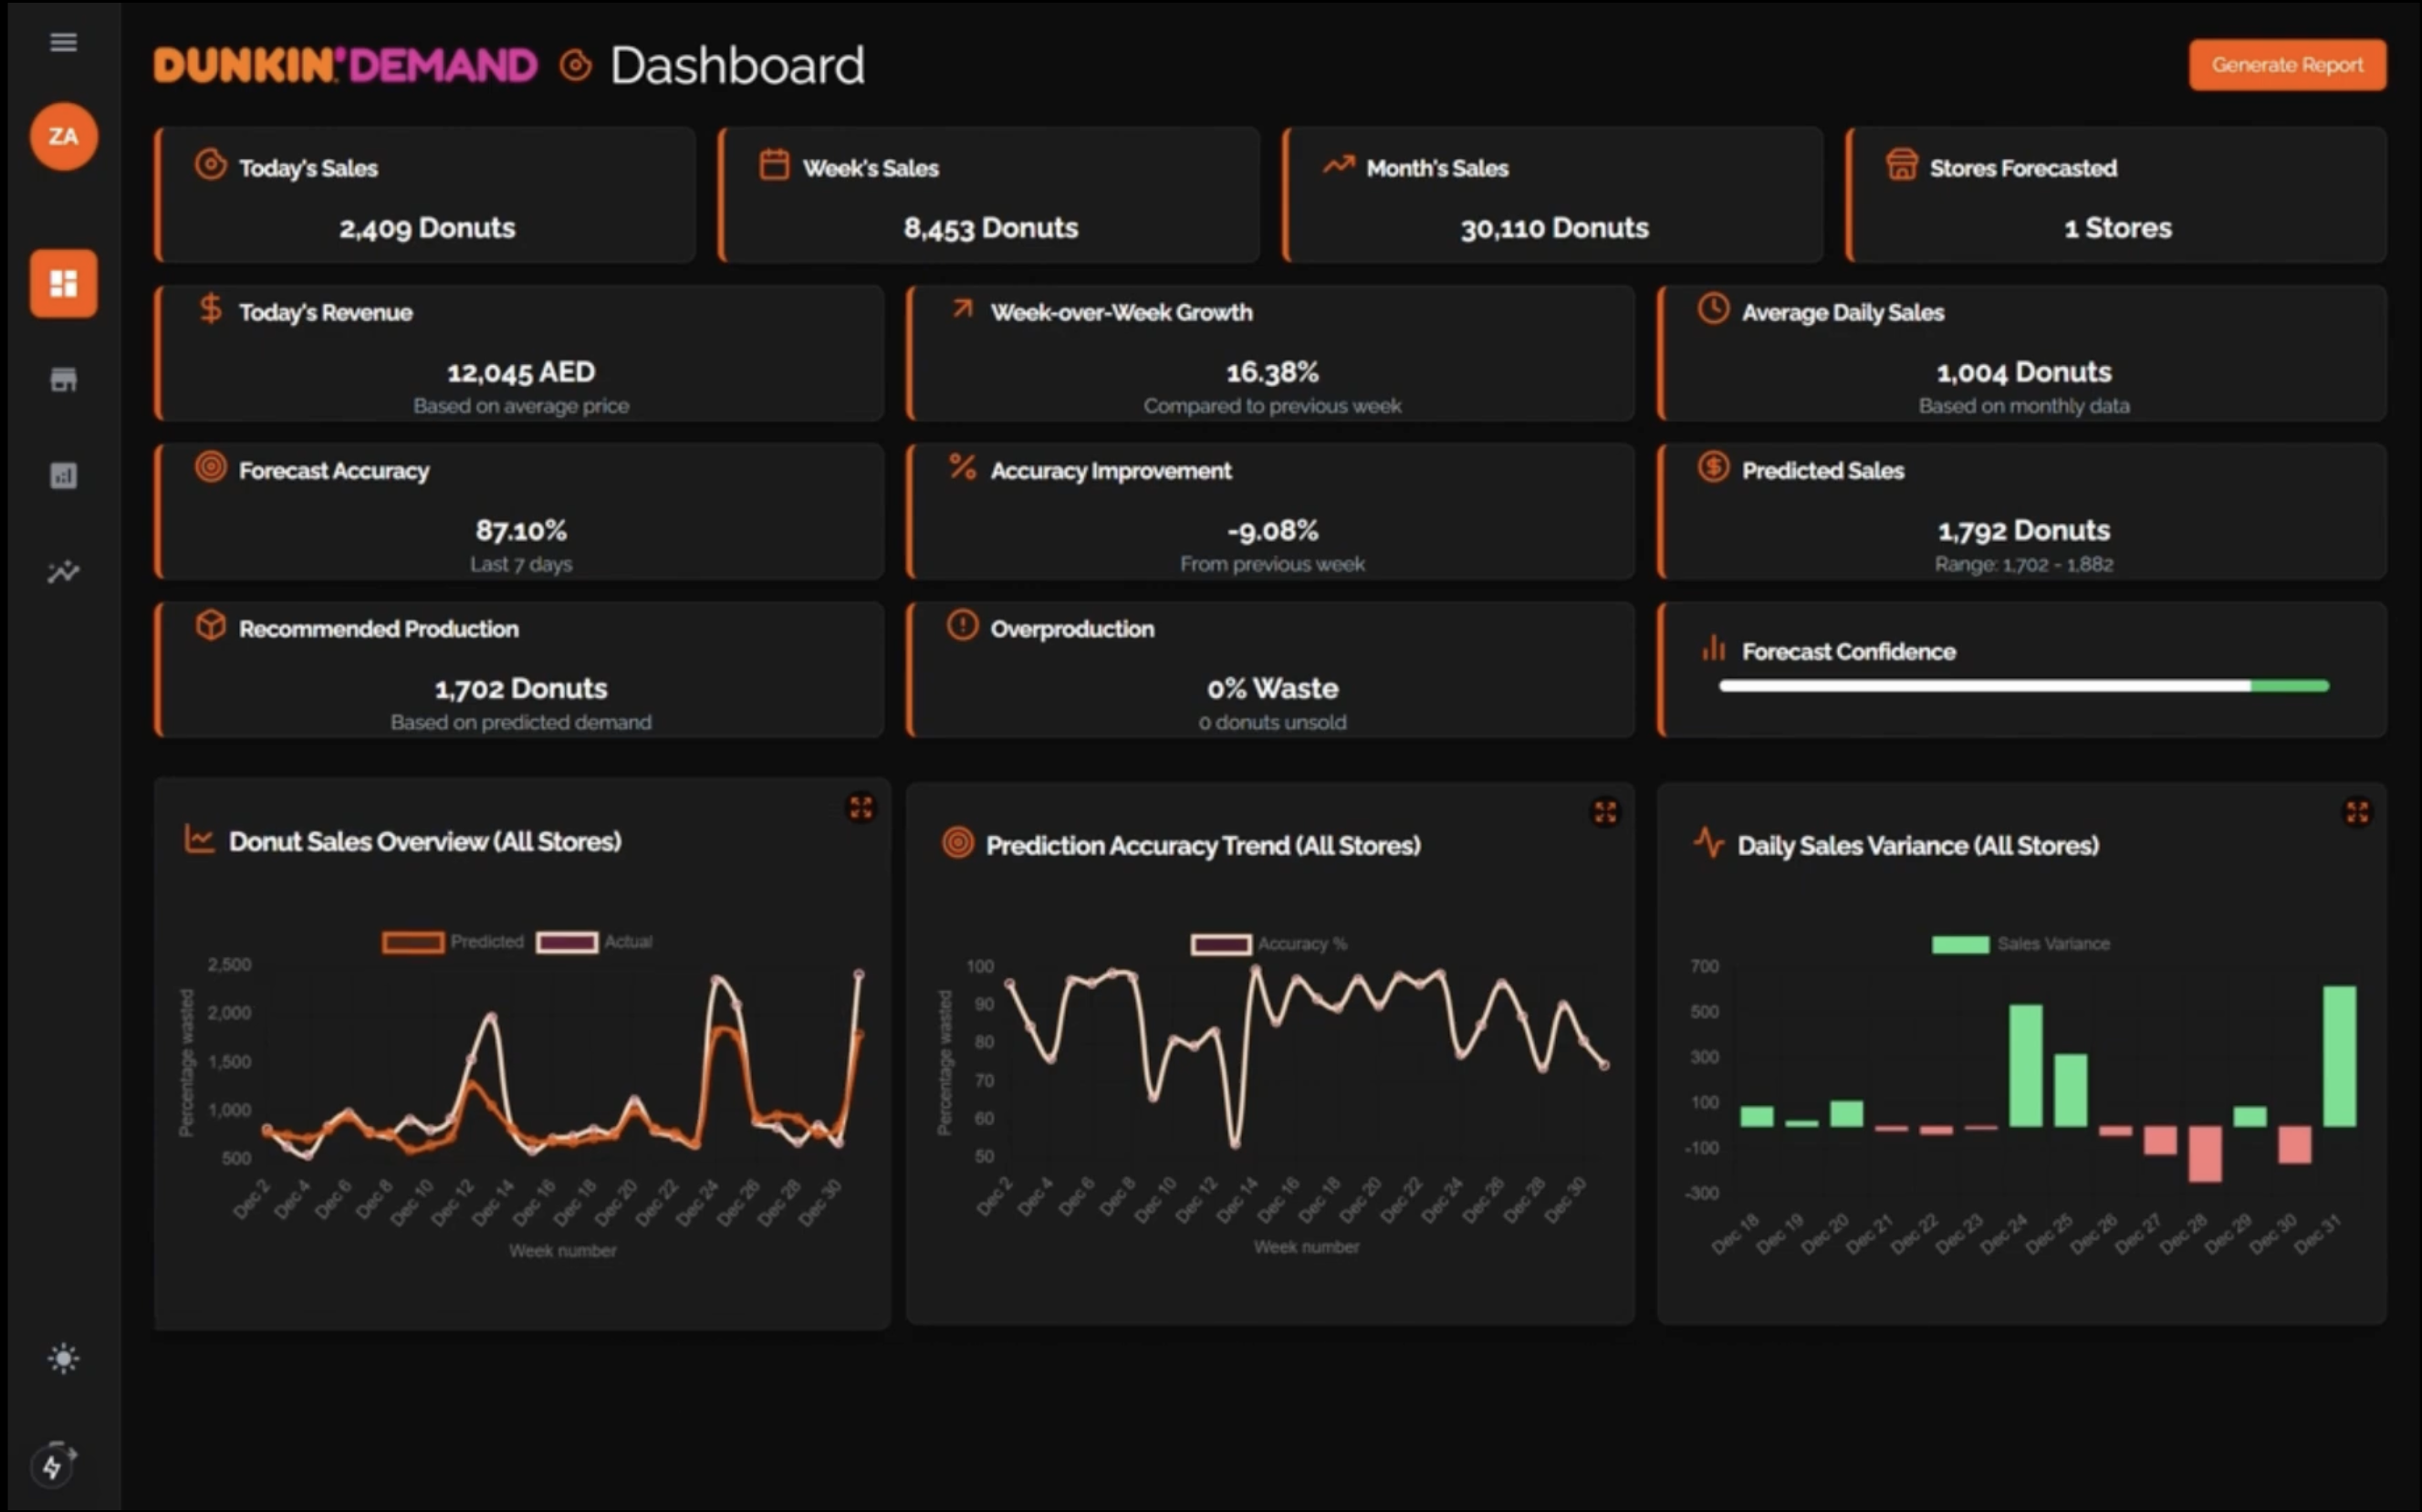 DUNKIN' DEMAND Dashboard
Generate Report
ZA
Today's Sales
2,409 Donuts
Week's Sales
8,453 Donuts
Month's Sales
30,110 Donuts
Stores Forecasted
1 Stores
Today's Revenue
12,045 AED
Based on average price
Week-over-Week Growth
16.38%
Compared to previous week
Average Daily Sales
1,004 Donuts
Based on monthly data
Forecast Accuracy
87.10%
Last 7 days
Accuracy Improvement
-9.08%
From previous week
Predicted Sales
1,792 Donuts
Range: 1,702 - 1,882
Recommended Production
1,702 Donuts
Based on predicted demand
Overproduction
0% Waste
0 donuts unsold
Forecast Confidence
Donut Sales Overview (All Stores)
Predicted Actual
Percentage wasted
2,500
2,000
1,500
1,000
500
Dec 2 Dec 4 Dec 6 Dec 8 Dec 10 Dec 12 Dec 14 Dec 16 Dec 18 Dec 20 Dec 22 Dec 24 Dec 26 Dec 28 Dec 30
Week number
Prediction Accuracy Trend (All Stores)
Accuracy %
Percentage wasted
100
90
80
70
60
50
Dec 2 Dec 4 Dec 6 Dec 8 Dec 10 Dec 12 Dec 14 Dec 16 Dec 18 Dec 20 Dec 22 Dec 24 Dec 26 Dec 28 Dec 30
Week number
Daily Sales Variance (All Stores)
Sales Variance
700
500
300
100
-100
-300
Dec 18 Dec 19 Dec 20 Dec 21 Dec 22 Dec 23 Dec 24 Dec 25 Dec 26 Dec 27 Dec 28 Dec 29 Dec 30 Dec 31